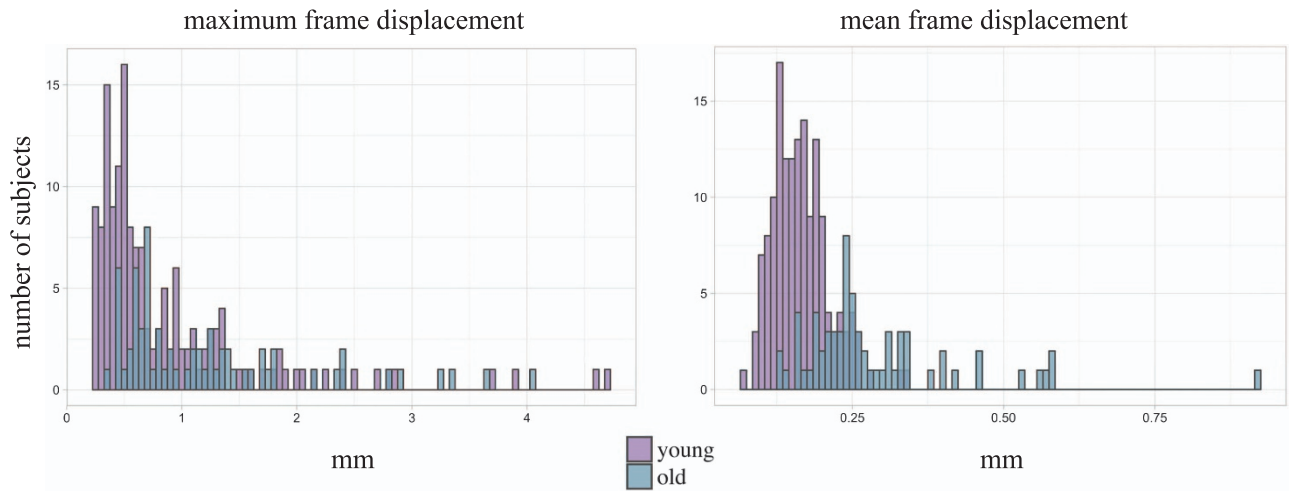 maximum frame displacement
mean frame displacement
number of subjects
15
10
5
0
0 1 2 3 4
mm
15
10
5
0
0.25 0.50 0.75
mm
young
old